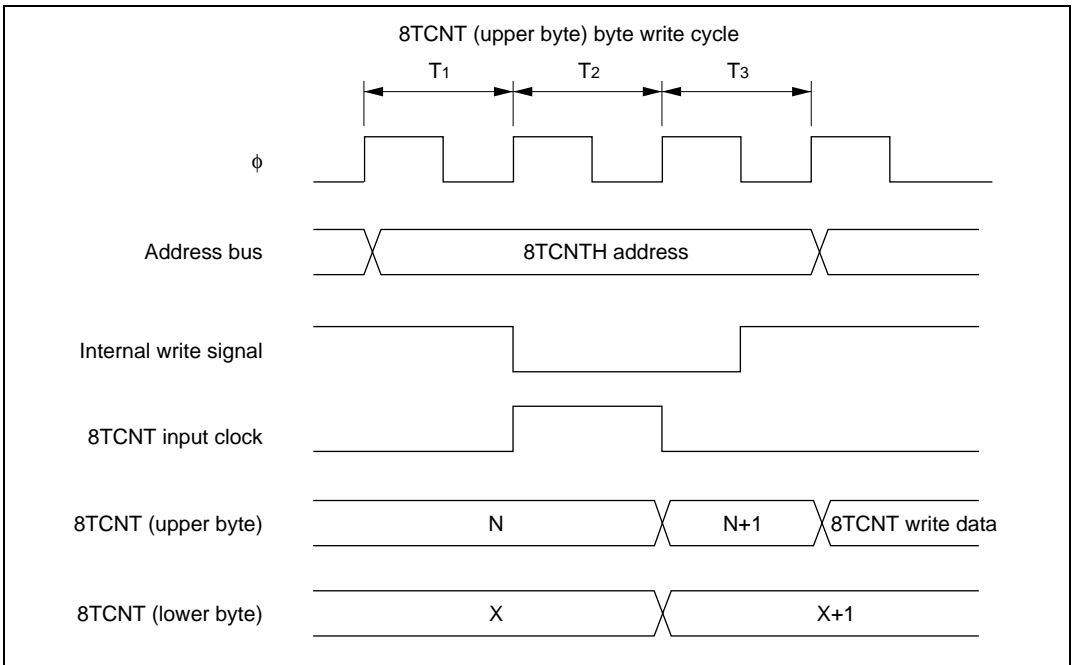 8TCNT (upper byte) byte write cycle
T1 T2 T3
ϕ
Address bus 8TCNTH address
Internal write signal
8TCNT input clock
8TCNT (upper byte) N N+1 8TCNT write data
8TCNT (lower byte) X X+1